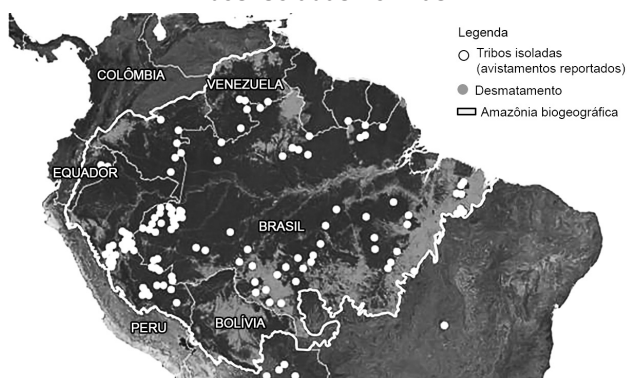 Legenda
Tribos isoladas
(avistamentos reportados)
Desmatamento
Amazônia biogeográfica
COLÔMBIA
VENEZUELA
EQUADOR
BRASIL
PERU
BOLÍVIA